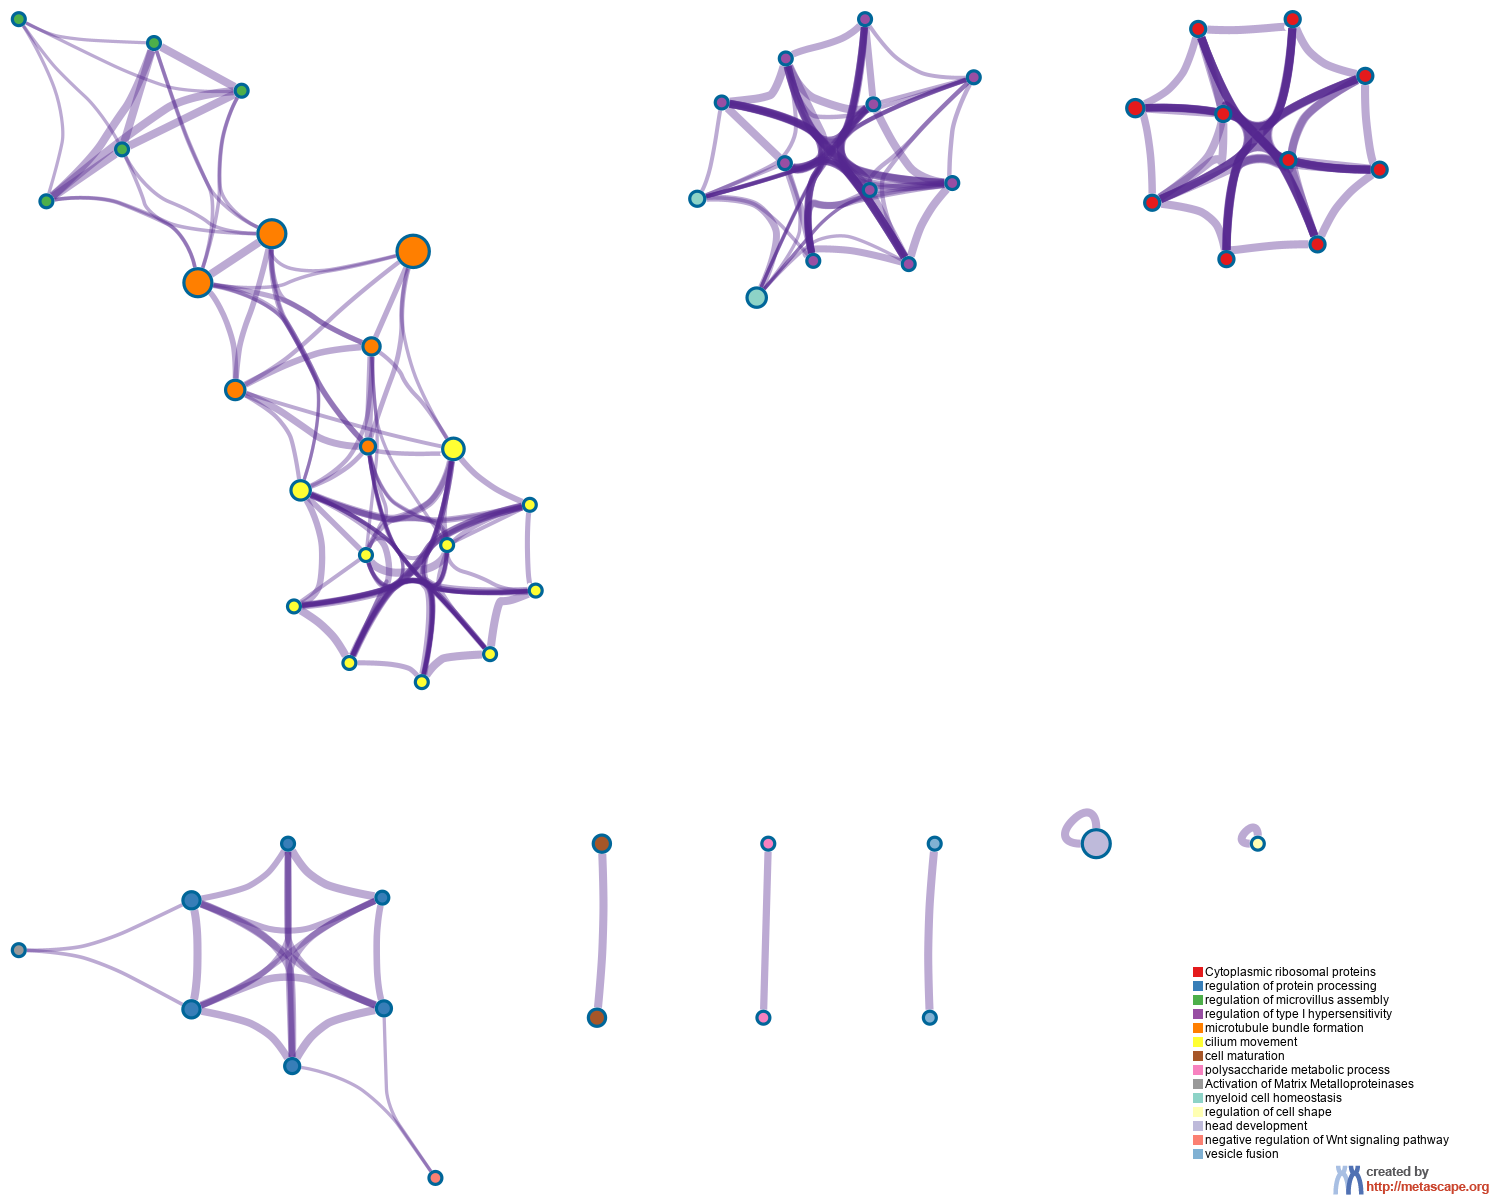 Cytoplasmic ribosomal proteins
regulation of protein processing
regulation of microvillus assembly
regulation of type I hypersensitivity
microtubule bundle formation
cilium movement
cell maturation
polysaccharide metabolic process
Activation of Matrix Metalloproteinases
myeloid cell homeostasis
regulation of cell shape
head development
negative regulation of Wnt signaling pathway
vesicle fusion
created by
http://metascape.org